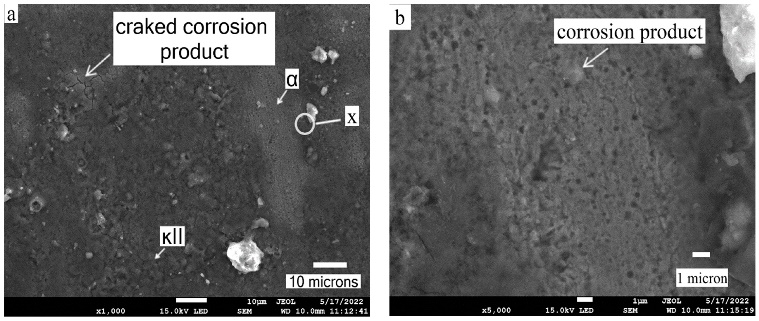 a
craked corrosion
product
α
x
κII
10 microns
10µm JEOL 5/17/2022
x1,000 15.0kV LED SEM WD 10.0mm 11:12:41
b
corrosion product
1 micron
1µm JEOL 5/17/2022
x5,000 15.0kV LED SEM WD 10.0mm 11:15:19